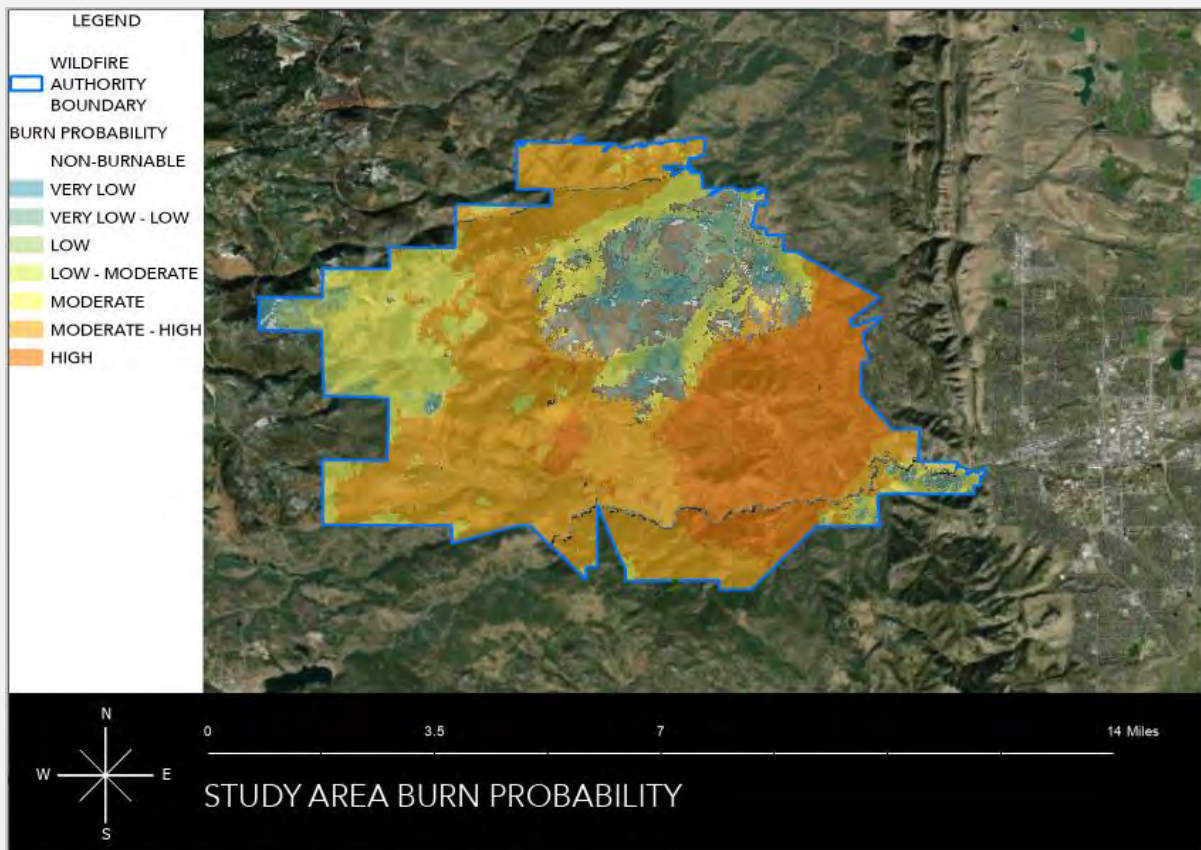 LEGEND
WILDFIRE
AUTHORITY
BOUNDARY
BURN PROBABILITY
NON-BURNABLE
VERY LOW
VERY LOW - LOW
LOW
LOW - MODERATE
MODERATE
MODERATE - HIGH
HIGH
N
W E
S
0 3.5 7 14 Miles
STUDY AREA BURN PROBABILITY